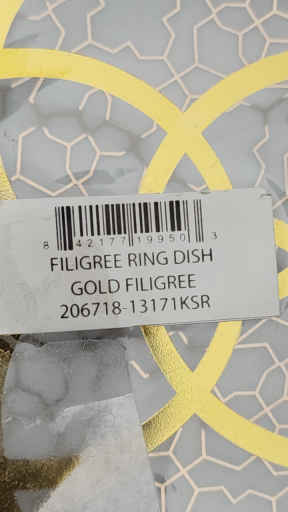 8 42177 19950 3
FILIGREE RING DISH
GOLD FILIGREE
206718-13171KSR